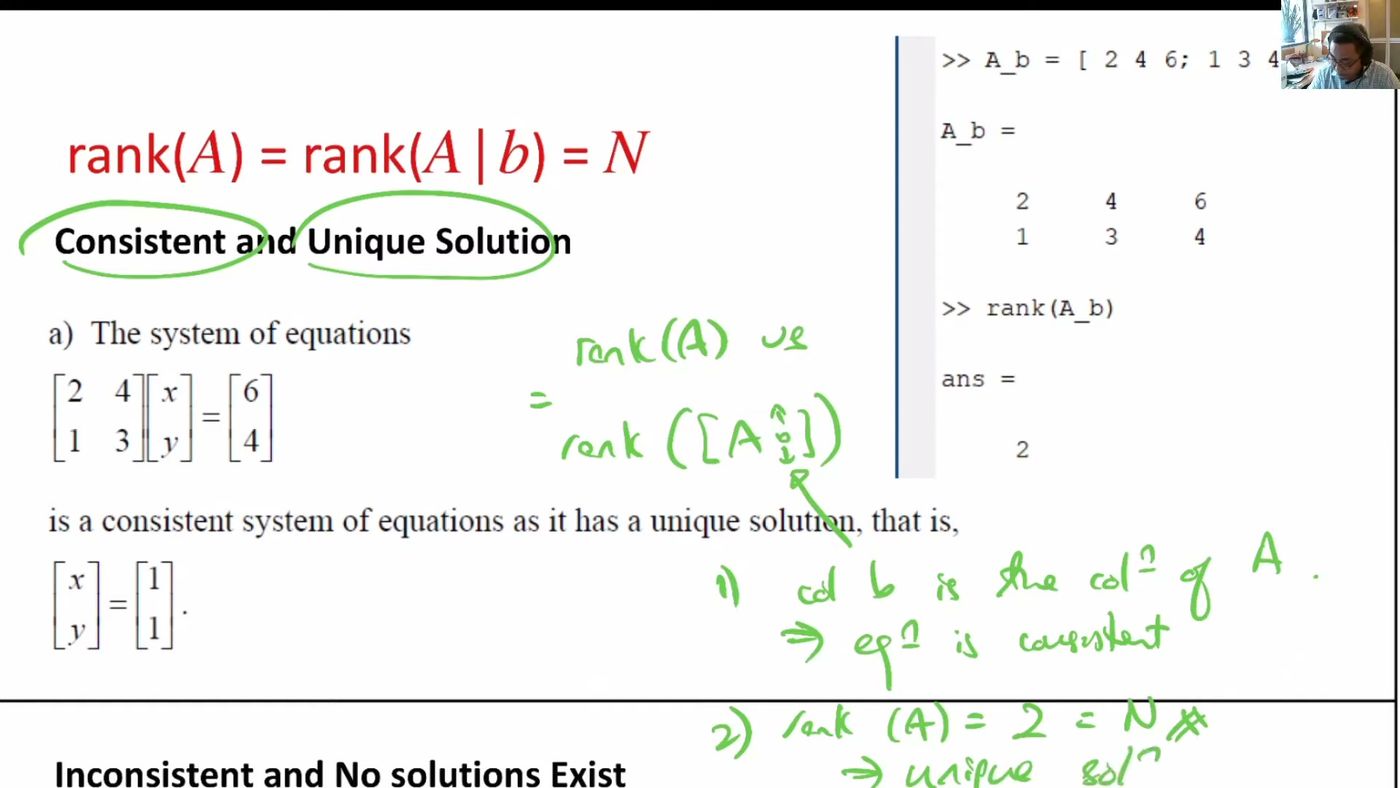 rank(A) = rank(A | b) = N
Consistent and Unique Solution
a) The system of equations
[2 4; 1 3] [x; y] = [6; 4]
is a consistent system of equations as it has a unique solution, that is,
[x; y] = [1; 1].
Inconsistent and No solutions Exist
>> A_b = [ 2 4 6; 1 3 4
A_b =
2 4 6
1 3 4
>> rank(A_b)
ans =
2
rank(A) vs
=
rank ([A b])
1) col b is the colⁿ of A.
⇒ eqⁿ is consistent
2) rank (A) = 2 = N
⇒ unique solⁿ